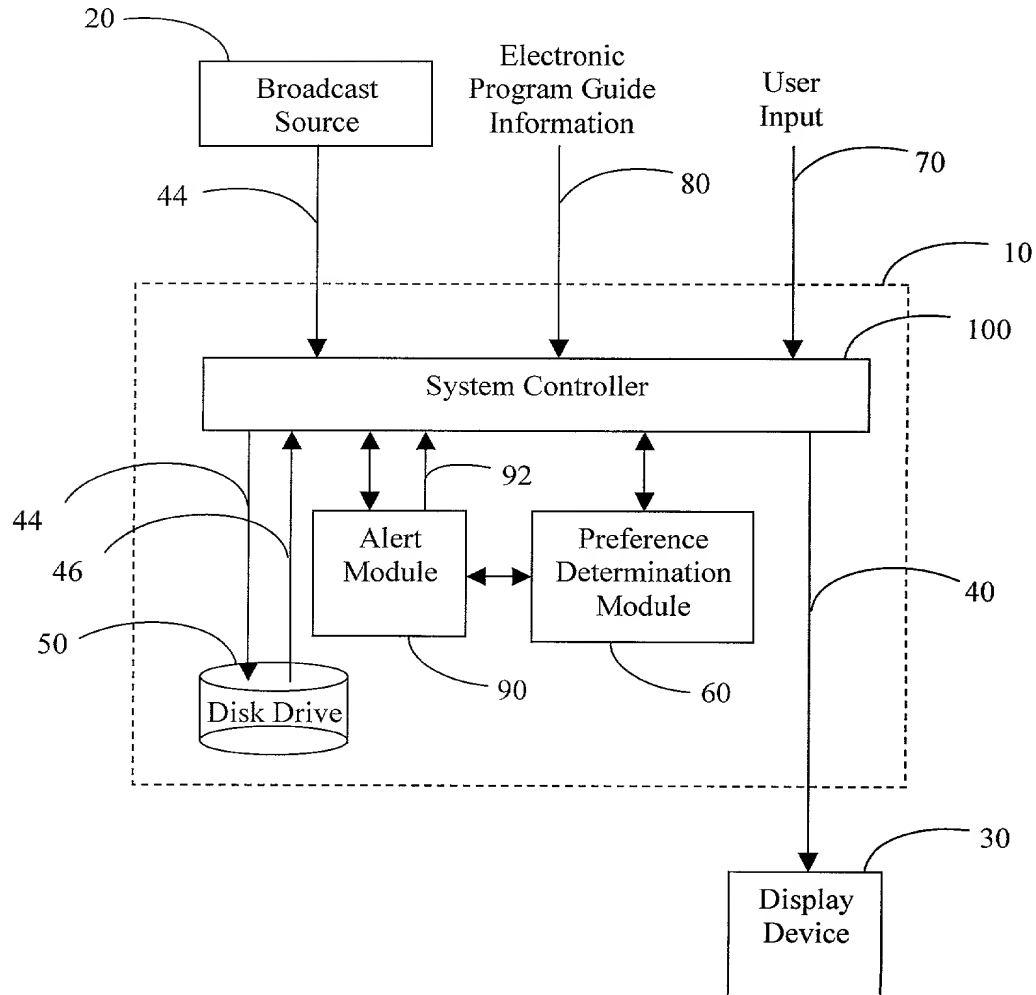 20
Broadcast
Source
Electronic
Program Guide
Information
User
Input
44
80
70
10
100
System Controller
92
44
46
Alert
Module
Preference
Determination
Module
40
50
90
60
Disk Drive
30
Display
Device